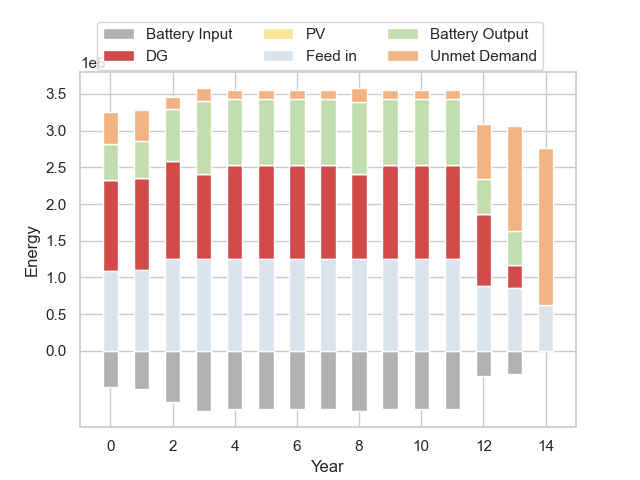 Battery Input PV Battery Output
DG Feed in Unmet Demand
1e6
3.5
3.0
2.5
2.0
1.5
1.0
0.5
0.0
Energy
0 2 4 6 8 10 12 14
Year